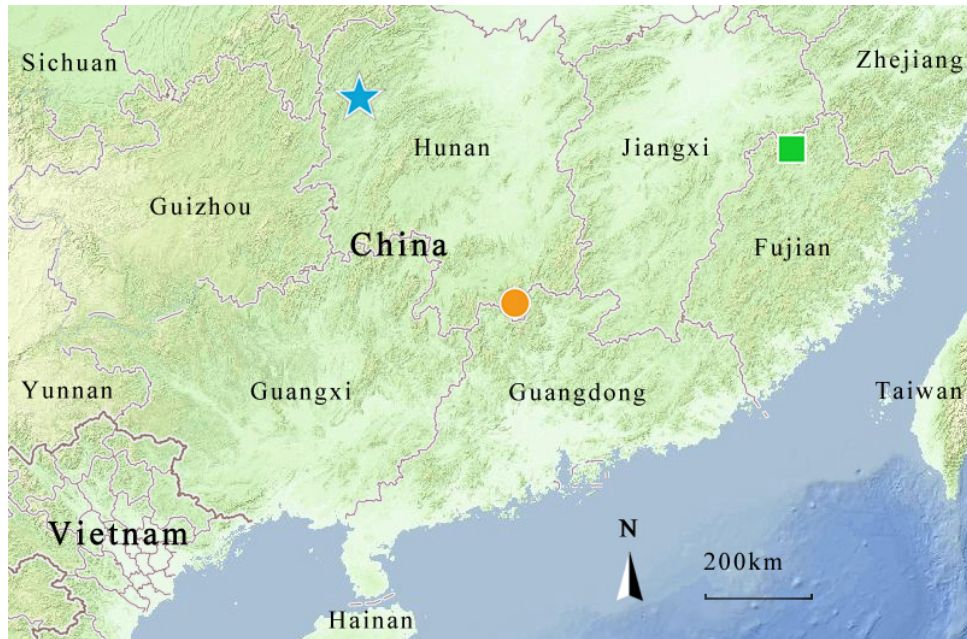 Sichuan
Zhejiang
Hunan
Jiangxi
Guizhou
China
Fujian
Yunnan
Guangxi
Guangdong
Taiwan
Vietnam
N
200km
Hainan